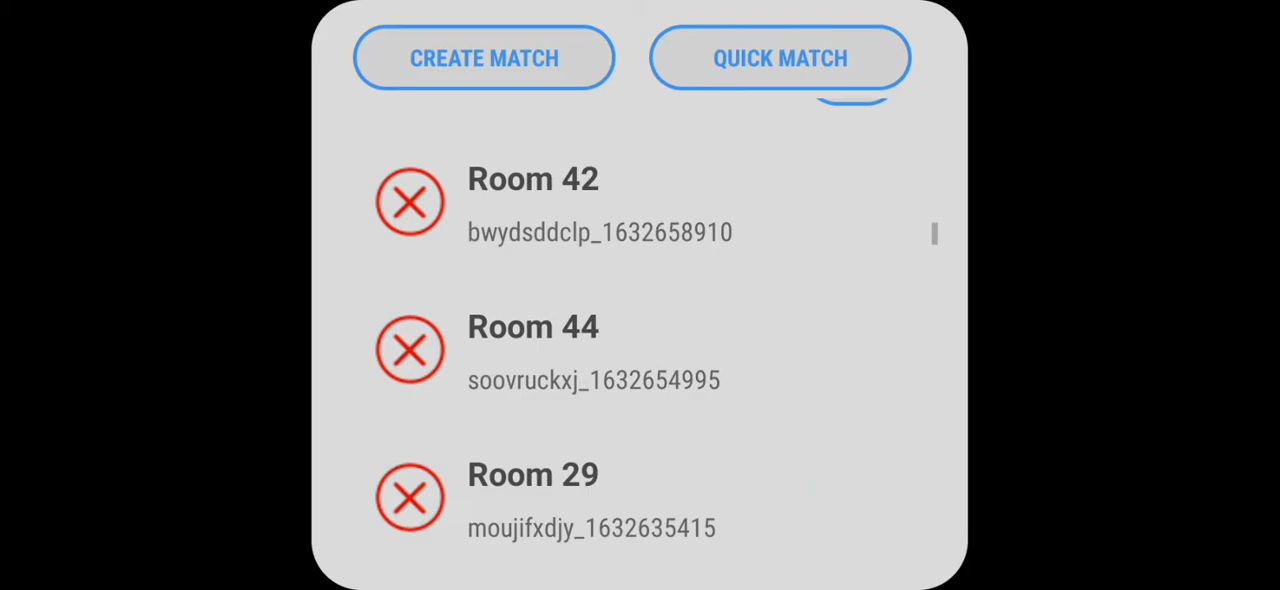 CREATE MATCH
QUICK MATCH
Room 42
bwydsddclp_1632658910
Room 44
soovruckxj_1632654995
Room 29
moujifxdjy_1632635415